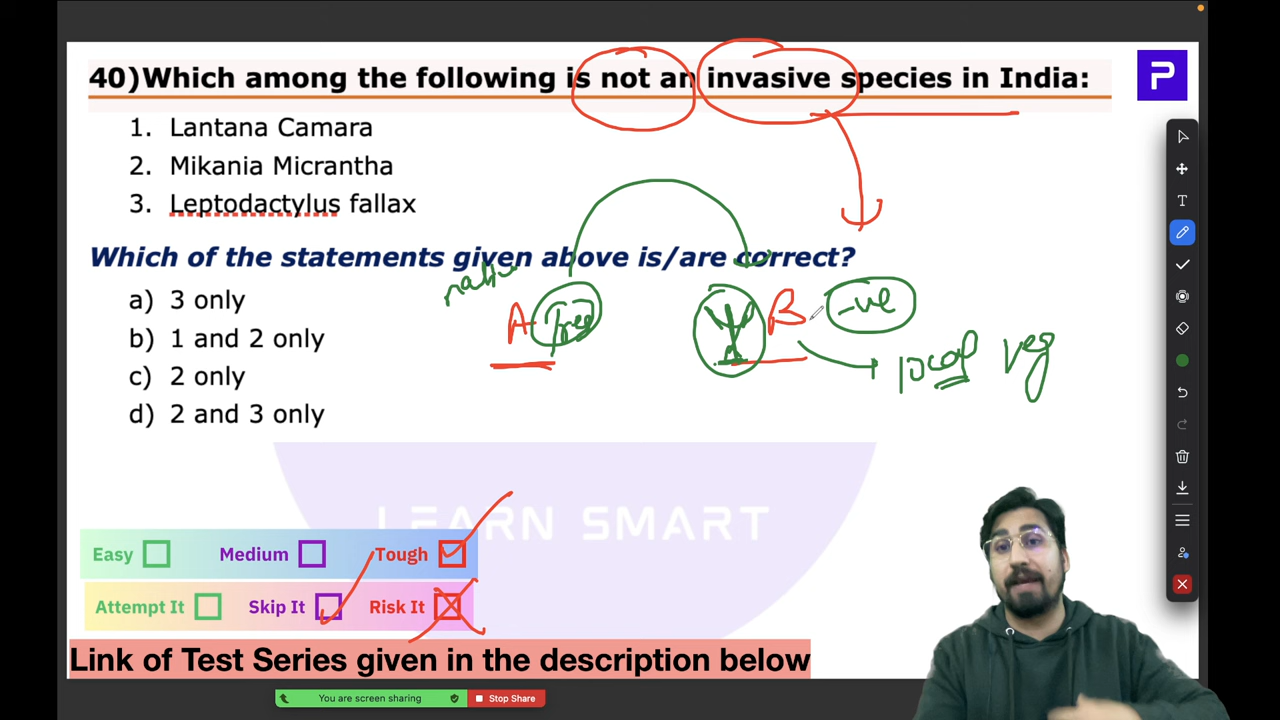 40)Which among the following is not an invasive species in India:
P
1. Lantana Camara
2. Mikania Micrantha
3. Leptodactylus fallax
Which of the statements given above is/are correct?
native
a) 3 only
A Tree
B -ve
b) 1 and 2 only
local veg
c) 2 only
d) 2 and 3 only
LEARN SMART
Easy Medium Tough
Attempt It Skip It Risk It
Link of Test Series given in the description below
You are screen sharing Stop Share
T